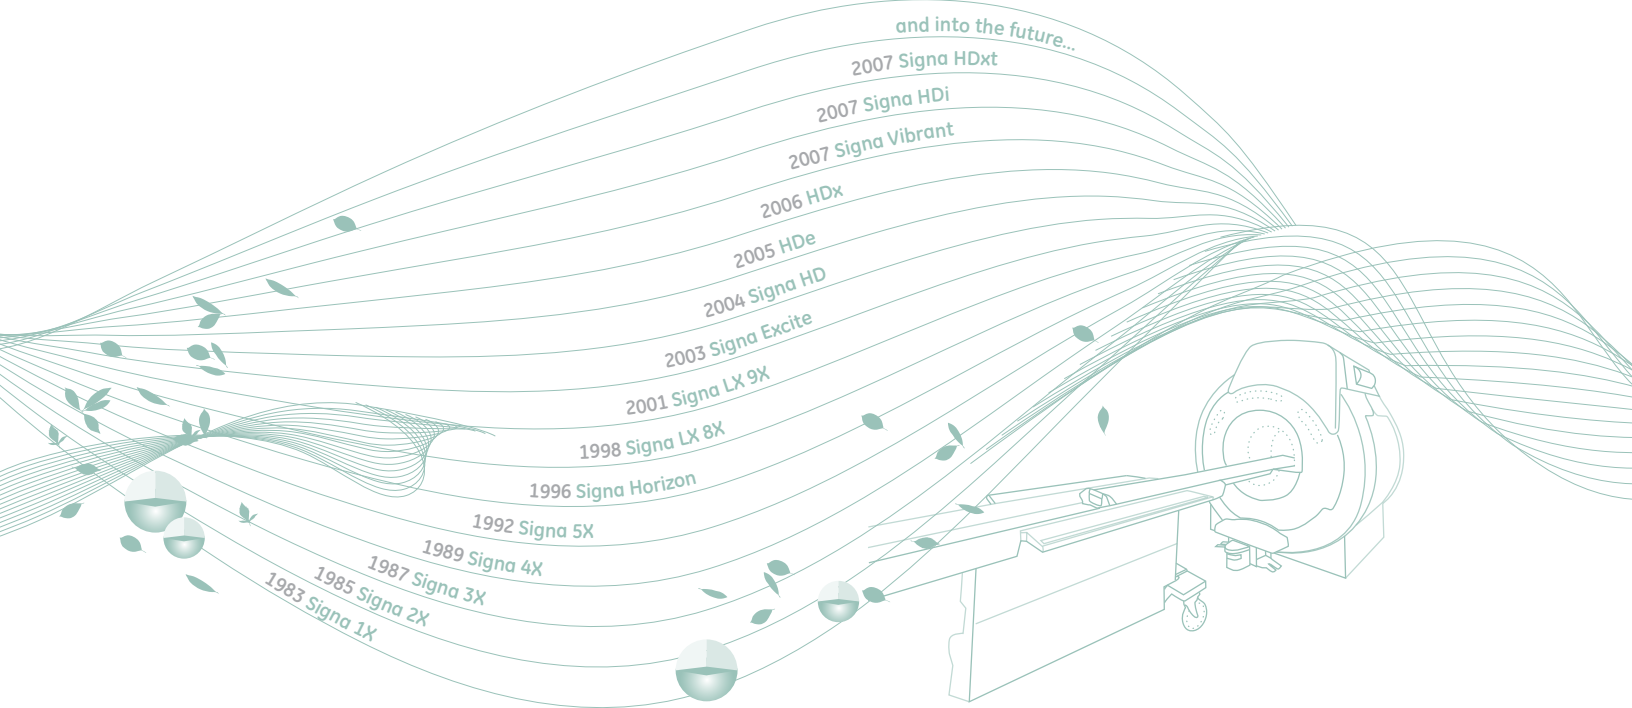 and into the future...
2007 Signa HDxt
2007 Signa HDi
2007 Signa Vibrant
2006 HDx
2005 HDe
2004 Signa HD
2003 Signa Excite
2001 Signa LX 9X
1998 Signa LX 8X
1996 Signa Horizon
1992 Signa 5X
1989 Signa 4X
1987 Signa 3X
1985 Signa 2X
1983 Signa 1X